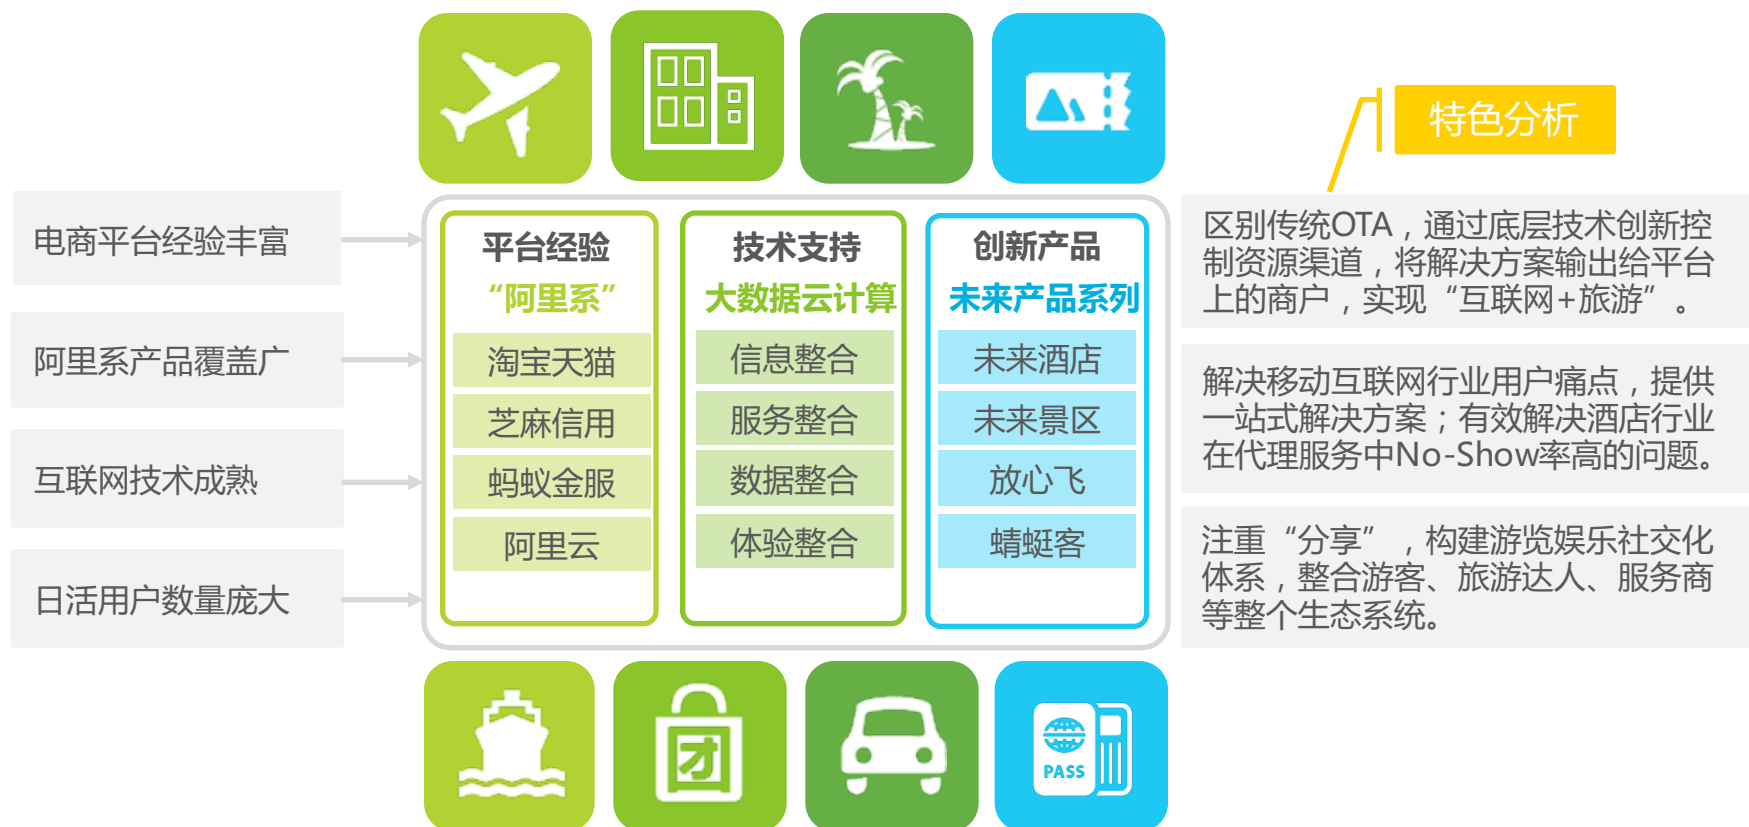 电商平台经验丰富
阿里系产品覆盖广
互联网技术成熟
日活用户数量庞大
平台经验
“阿里系”
淘宝天猫
芝麻信用
蚂蚁金服
阿里云
技术支持
大数据云计算
信息整合
服务整合
数据整合
体验整合
创新产品
未来产品系列
未来酒店
未来景区
放心飞
蜻蜓客
特色分析
区别传统OTA，通过底层技术创新控
制资源渠道，将解决方案输出给平台
上的商户，实现“互联网+旅游”。
解决移动互联网行业用户痛点，提供
一站式解决方案；有效解决酒店行业
在代理服务中No-Show率高的问题。
注重“分享”，构建游览娱乐社交化
体系，整合游客、旅游达人、服务商
等整个生态系统。
团
PASS